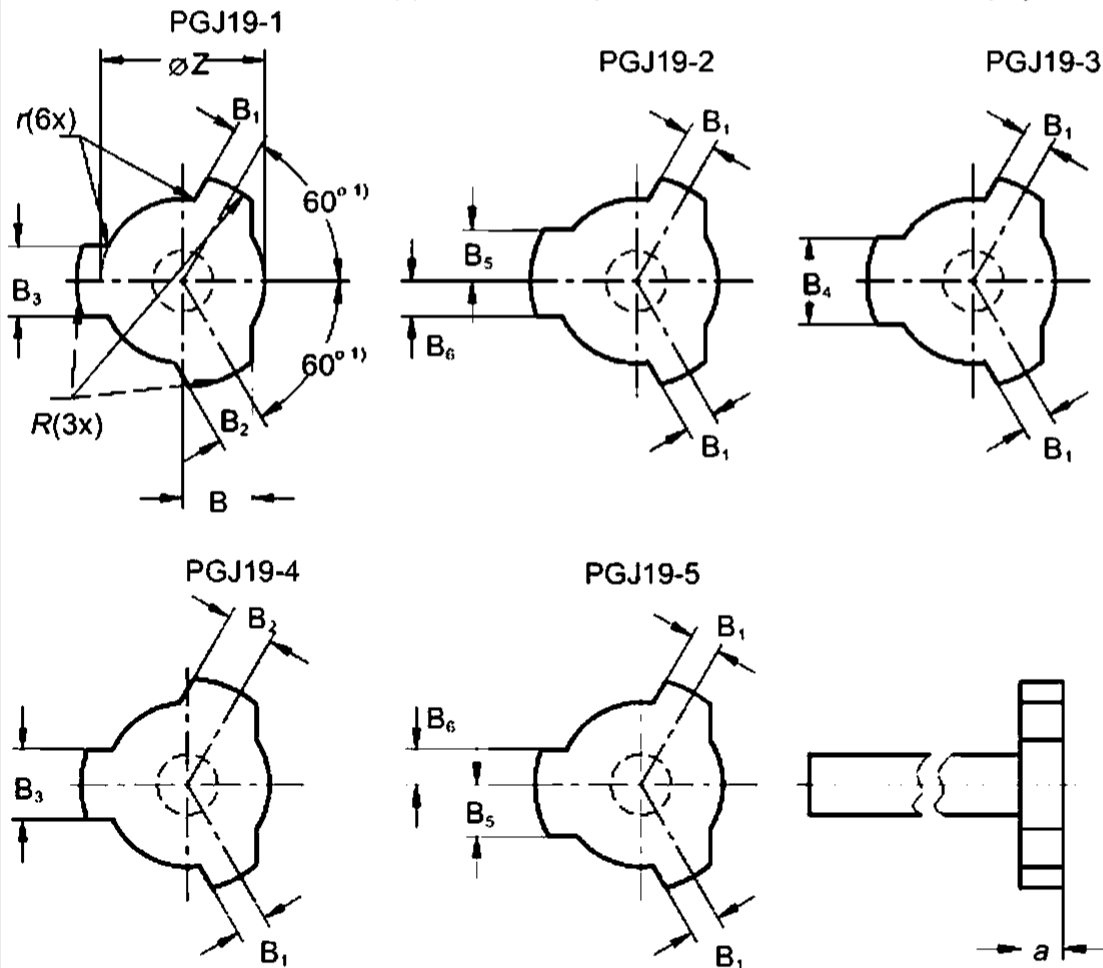 PGJ19-1
øZ
r(6x)
B₁
60° ¹⁾
B₃
60° ¹⁾
R(3x)
B₂
B
PGJ19-2
B₁
B₅
B₆
B₁
PGJ19-3
B₁
B₄
B₁
PGJ19-4
B₂
B₃
B₁
PGJ19-5
B₁
B₆
B₅
B₁
a